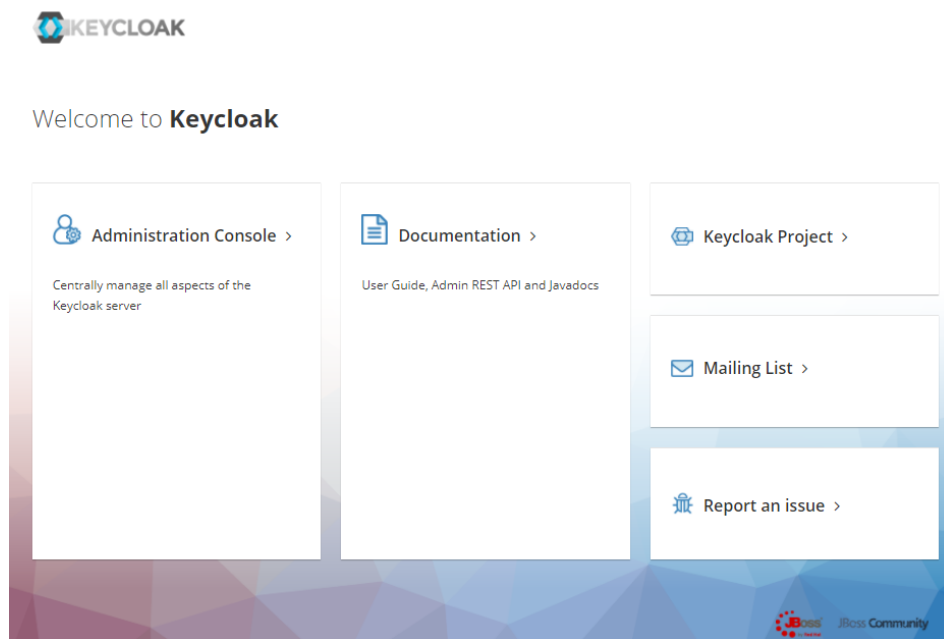 KEYCLOAK
Welcome to Keycloak
Administration Console >
Centrally manage all aspects of the
Keycloak server
Documentation >
User Guide, Admin REST API and Javadocs
Keycloak Project >
Mailing List >
Report an issue >
JBoss
JBoss Community